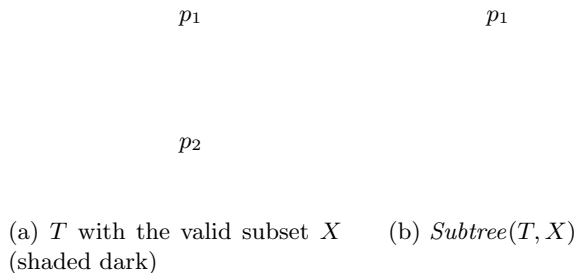 p₁ p₁
p₂
(a) T with the valid subset X (b) Subtree(T, X)
(shaded dark)